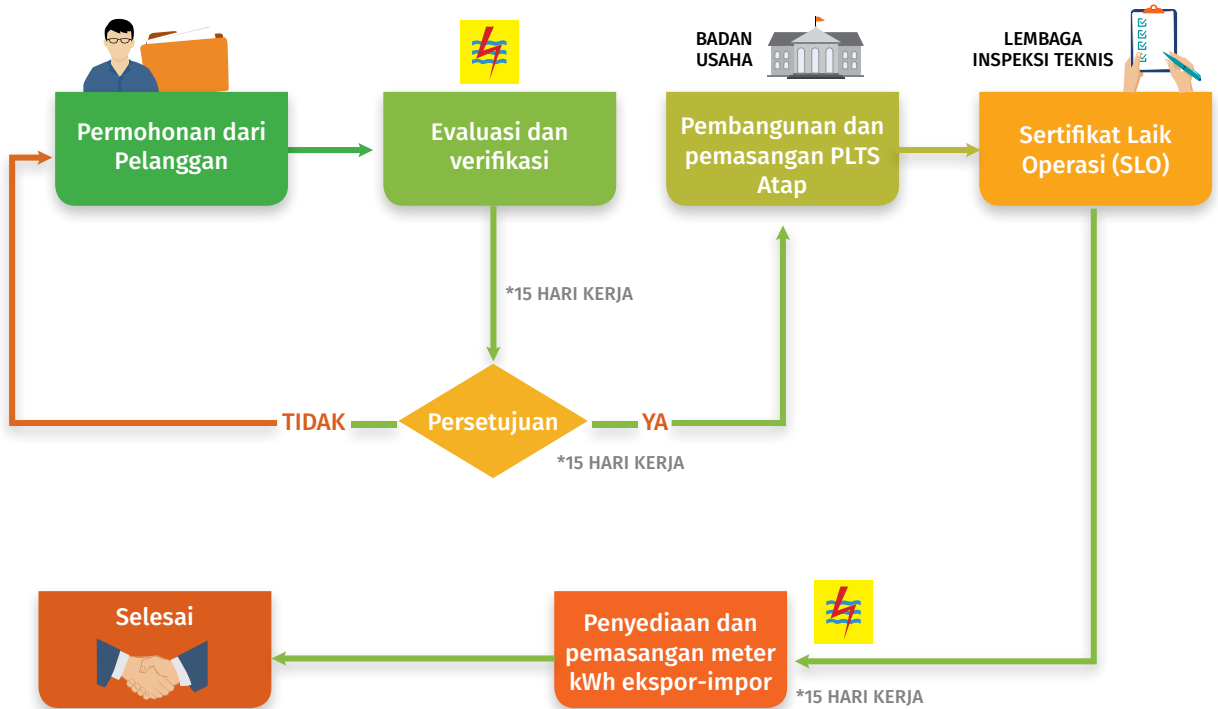 BADAN
USAHA
LEMBAGA
INSPEKSI TEKNIS
Permohonan dari
Pelanggan
Evaluasi dan
verifikasi
Pembangunan dan
pemasangan PLTS
Atap
Sertifikat Laik
Operasi (SLO)
*15 HARI KERJA
TIDAK
Persetujuan
YA
*15 HARI KERJA
Selesai
Penyediaan dan
pemasangan meter
kWh ekspor-impor
*15 HARI KERJA